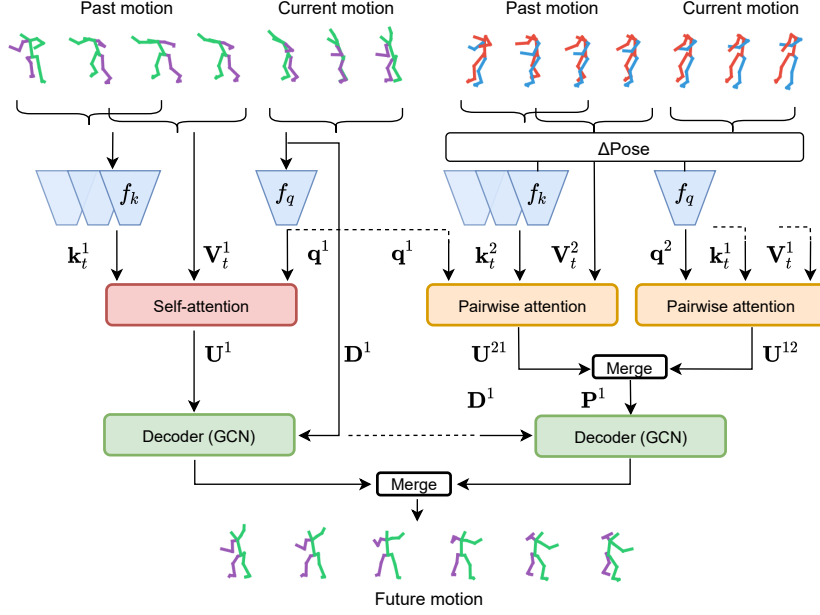 Past motion
Current motion
Past motion
Current motion
ΔPose
f_k
f_q
f_k
f_q
k_t^1
V_t^1
q^1
q^1
k_t^2
V_t^2
q^2
k_t^1
V_t^1
Self-attention
Pairwise attention
Pairwise attention
U^1
D^1
U^21
Merge
U^12
D^1
P^1
Decoder (GCN)
Decoder (GCN)
Merge
Future motion